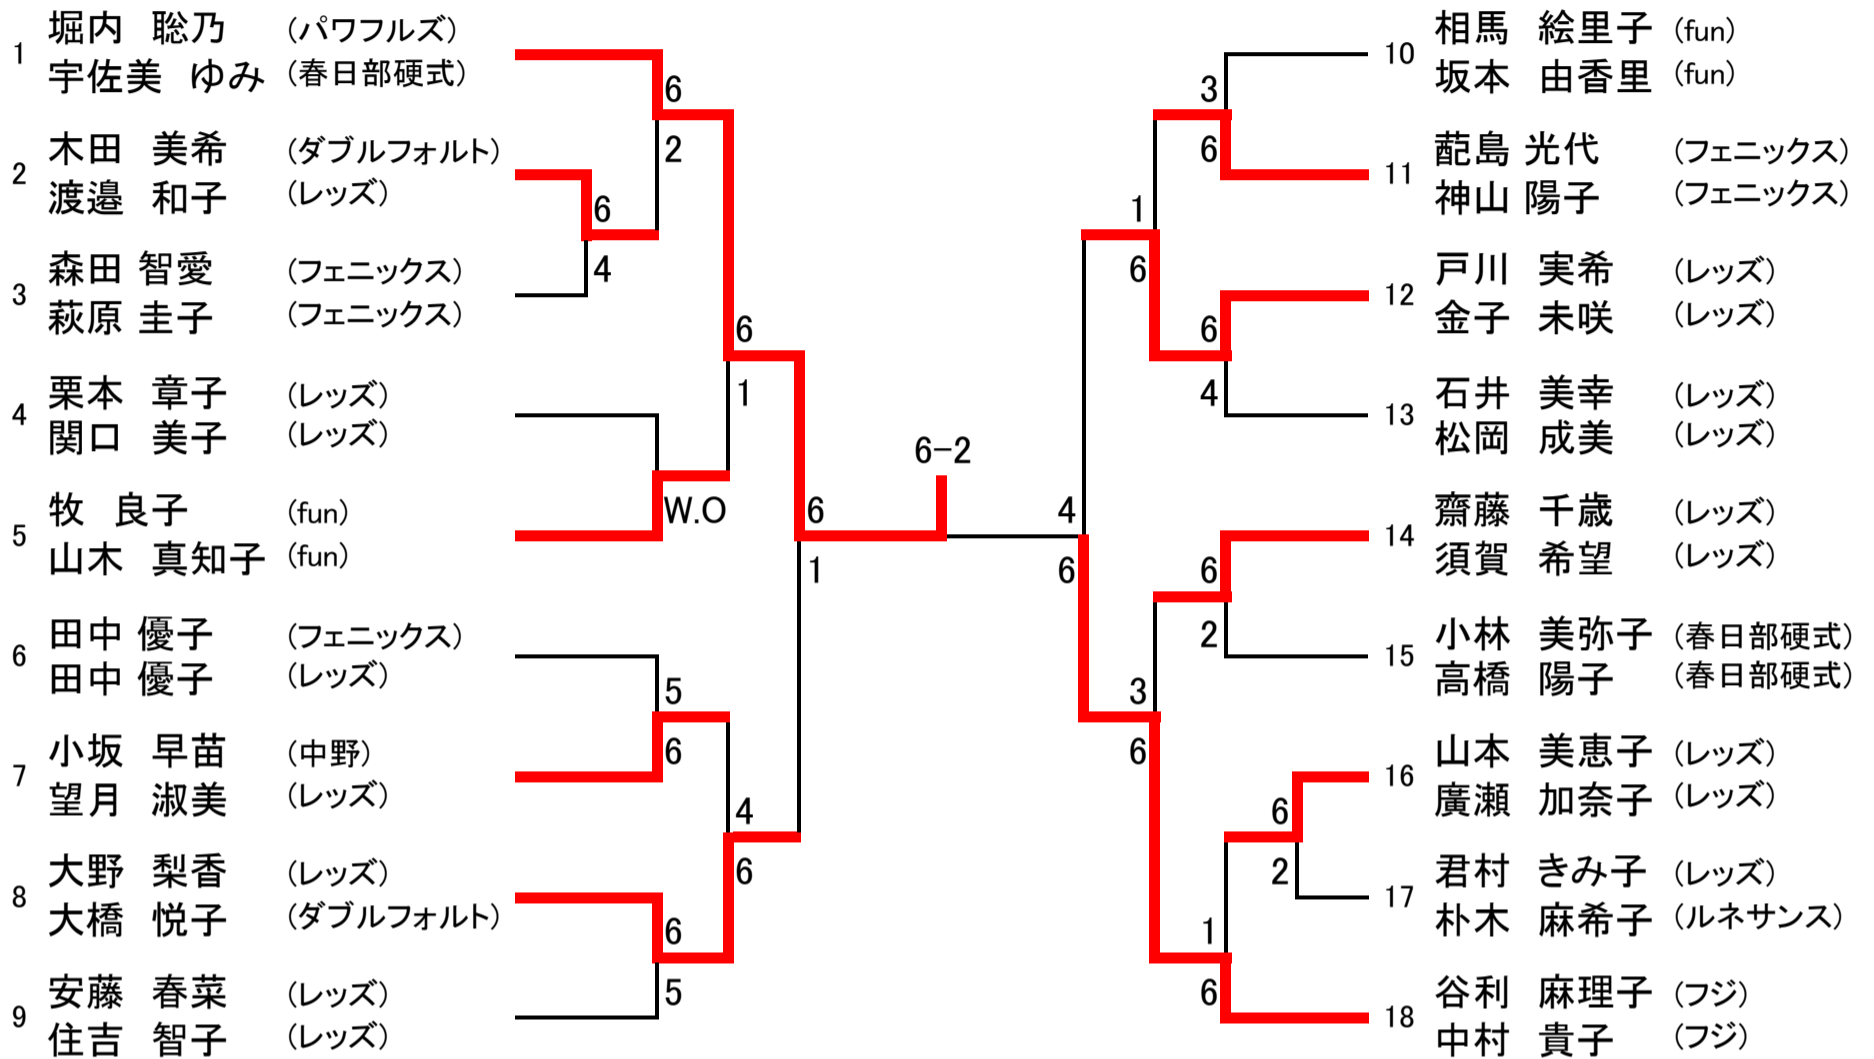 1
堀内 聡乃 (パワフルズ)
宇佐美 ゆみ (春日部硬式)
2
木田 美希 (ダブルフォルト)
渡邉 和子 (レッズ)
3
森田 智愛 (フェニックス)
萩原 圭子 (フェニックス)
4
栗本 章子 (レッズ)
関口 美子 (レッズ)
5
牧 良子 (fun)
山木 真知子 (fun)
6
田中 優子 (フェニックス)
田中 優子 (レッズ)
7
小坂 早苗 (中野)
望月 淑美 (レッズ)
8
大野 梨香 (レッズ)
大橋 悦子 (ダブルフォルト)
9
安藤 春菜 (レッズ)
住吉 智子 (レッズ)
6
2
6
4
6
1
W.O
6
1
5
6
4
6
6
5
6-2
3
6
1
6
6
4
4
6
6
2
3
6
6
2
1
6
10
相馬 絵里子 (fun)
坂本 由香里 (fun)
11
島 光代 (フェニックス)
神山 陽子 (フェニックス)
12
戸川 実希 (レッズ)
金子 未咲 (レッズ)
13
石井 美幸 (レッズ)
松岡 成美 (レッズ)
14
齋藤 千歳 (レッズ)
須賀 希望 (レッズ)
15
小林 美弥子 (春日部硬式)
高橋 陽子 (春日部硬式)
16
山本 美恵子 (レッズ)
廣瀬 加奈子 (レッズ)
17
君村 きみ子 (レッズ)
朴木 麻希子 (ルネサンス)
18
谷利 麻理子 (フジ)
中村 貴子 (フジ)